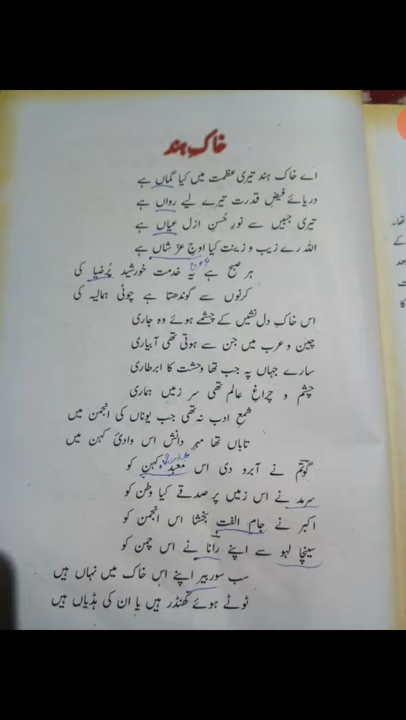 خاکِ ہند
اے خاک ہند تیری عظمت میں کیا گماں ہے
دریائے فیض قدرت تیرے لیے رواں ہے
تیری جبیں سے نورِ حُسنِ ازل عیاں ہے
اللہ رے زیب و زینت کیا اوجِ عز و شاں ہے
ہر صبح ہے یہ خدمت خورشید پُرضیا کی
کرنوں سے گوندھتا ہے چوٹی ہمالیہ کی
اس خاکِ دل نشیں کے چشمے ہوئے وہ جاری
چین و عرب میں جن سے ہوتی تھی آبیاری
سارے جہاں پہ جب تھا وحشت کا ابر طاری
چشم و چراغِ عالم تھی سر زمیں ہماری
شمعِ ادب نہ تھی جب یوناں کی انجمن میں
تاباں تھا مہرِ دانش اس وادیٔ کہن میں
گوتم نے آبرو دی اس معبدِ کہن کو
سرمد نے اس زمیں پر صدقے کیا وطن کو
اکبر نے جامِ الفت بخشا اس انجمن کو
سینچا لہو سے اپنے رانا نے اس چمن کو
سب سوربیر اپنے اس خاک میں نہاں ہیں
ٹوٹے ہوئے کھنڈر ہیں یا ان کی ہڈیاں ہیں
تھا۔
کے
بعد